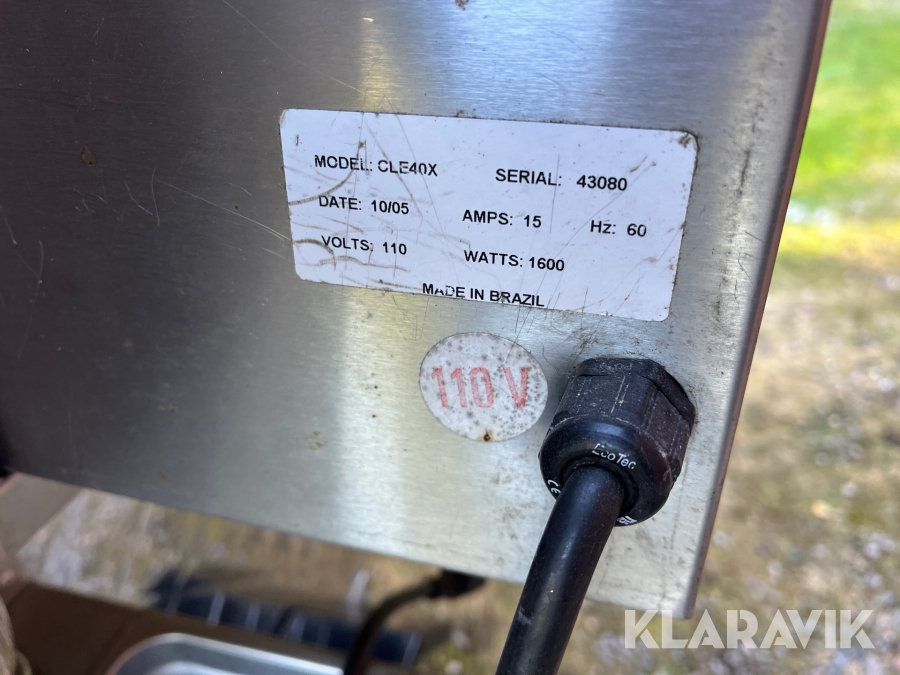 MODEL: CLE40X SERIAL: 43080
DATE: 10/05 AMPS: 15 Hz: 60
VOLTS: 110 WATTS: 1600
MADE IN BRAZIL
110 V
EcoTec
KLARAVIK